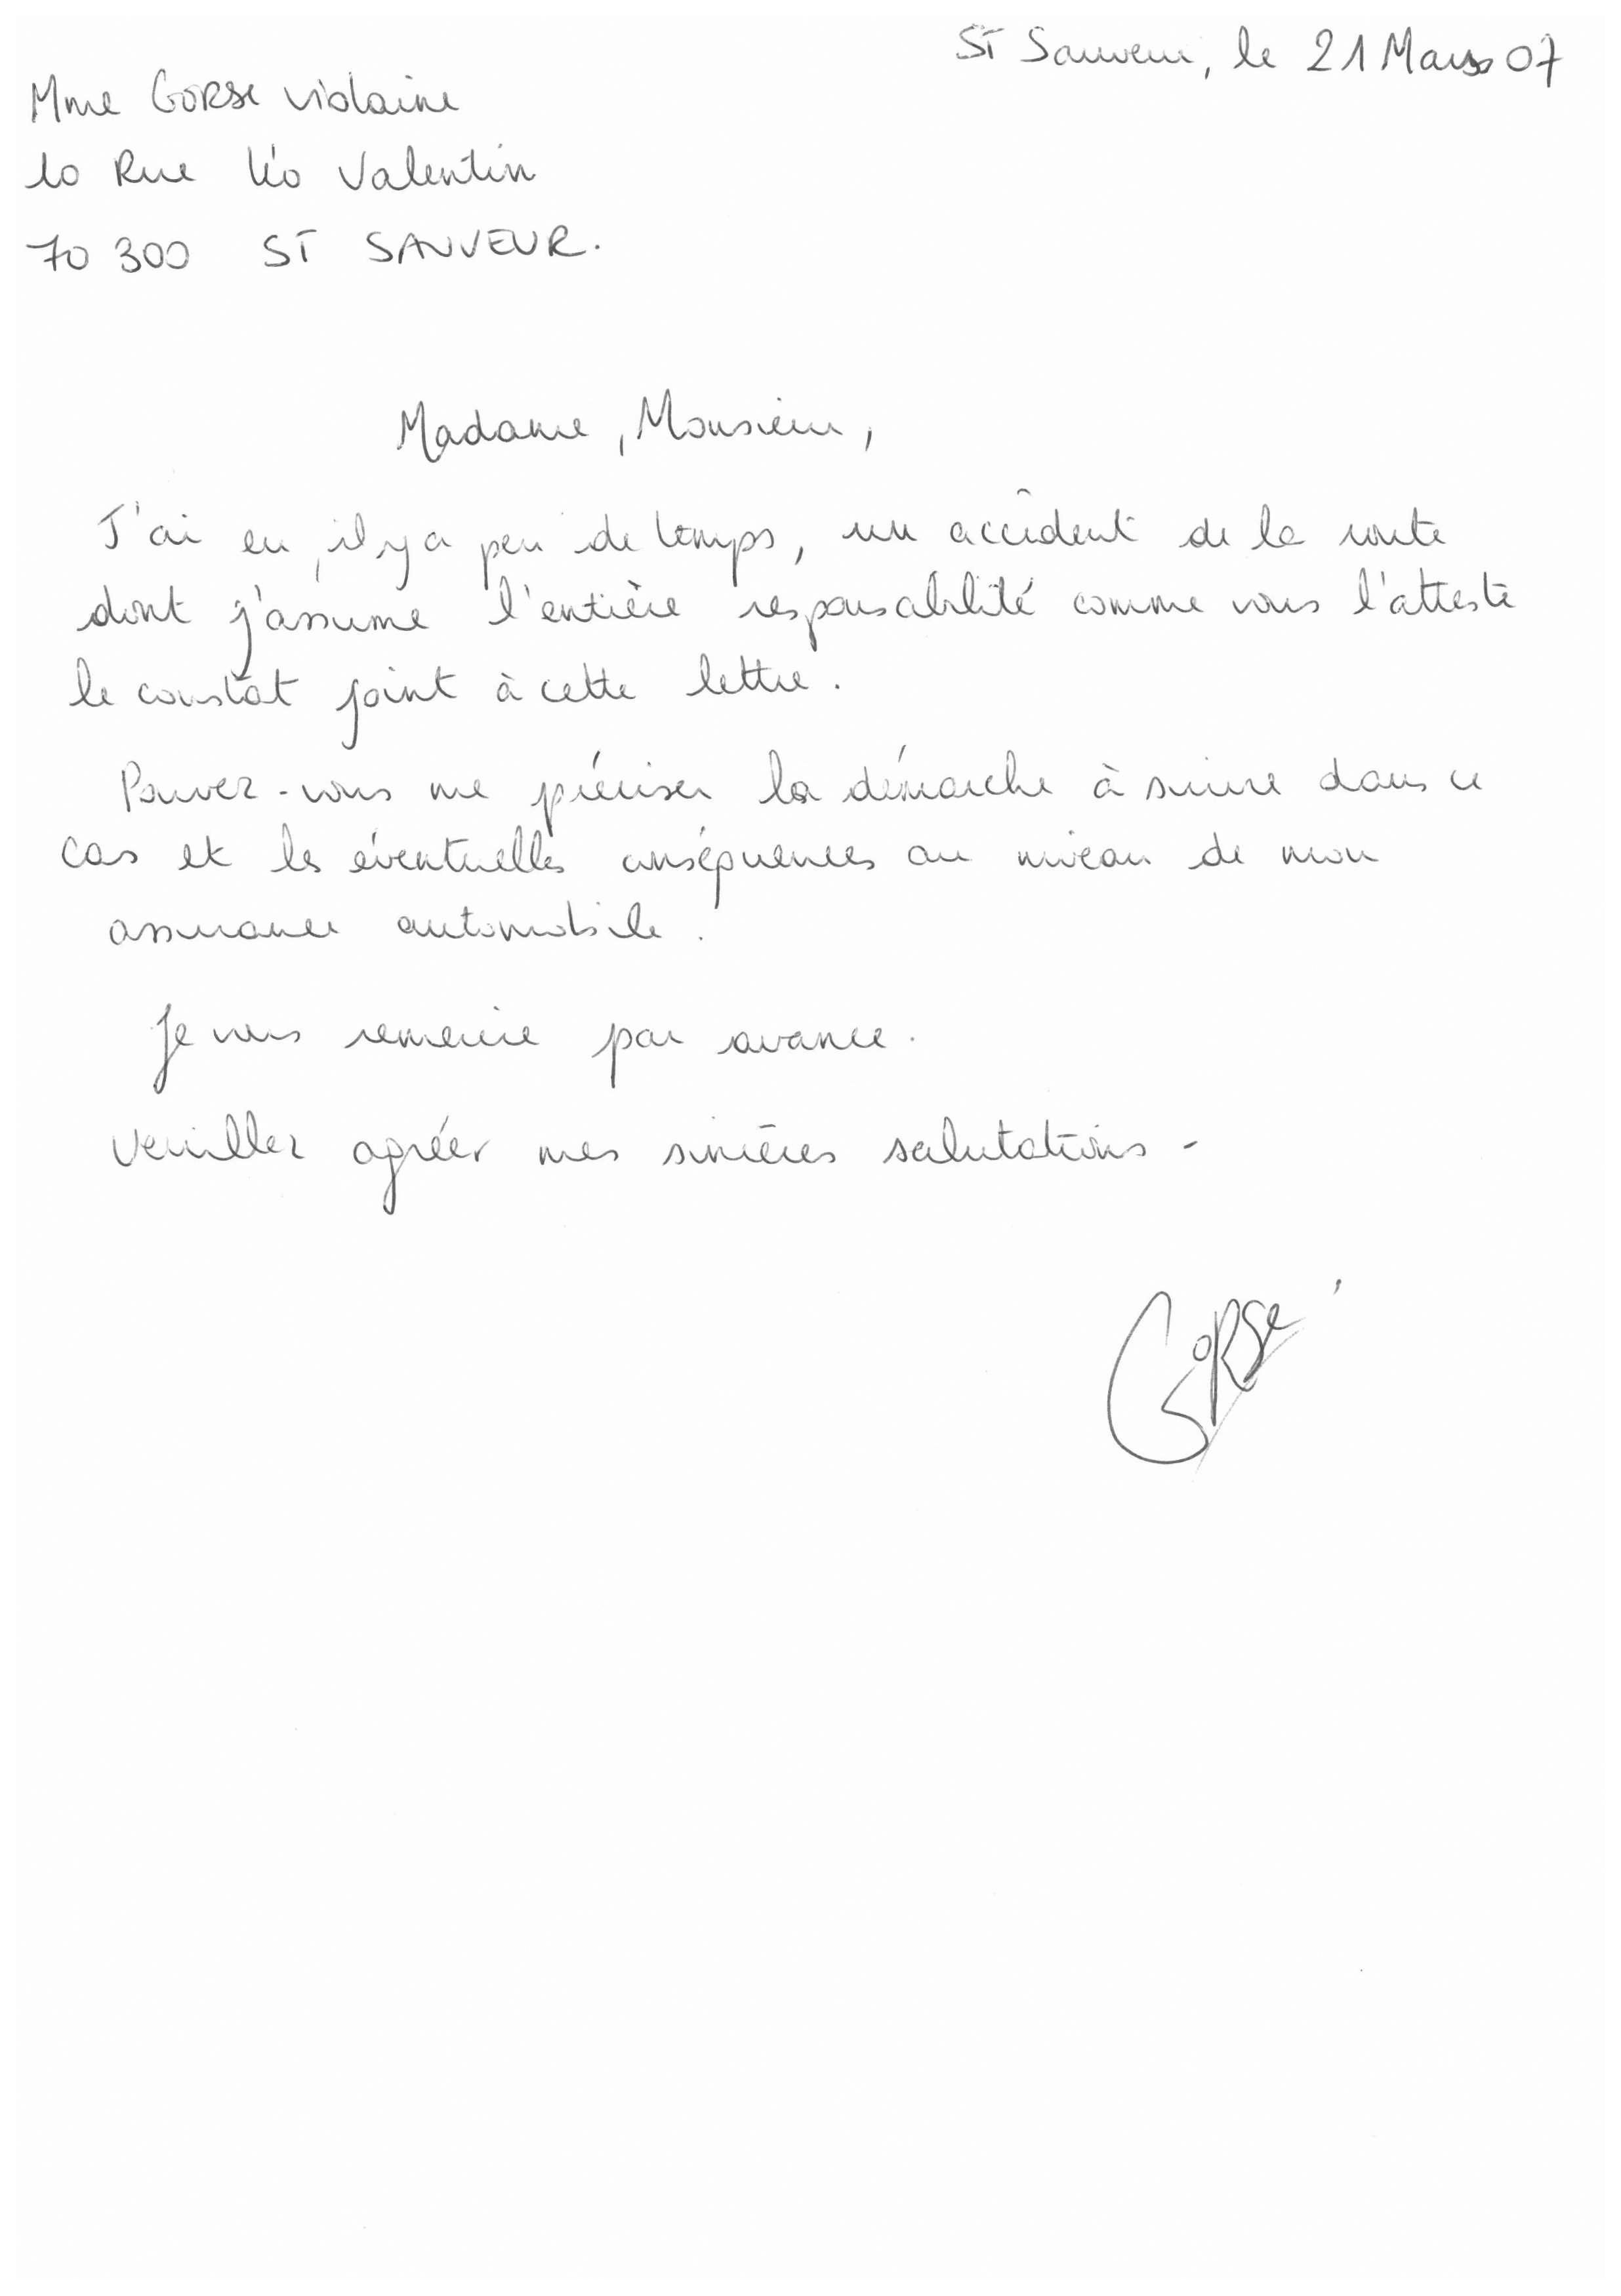 St Sauveur, le 21 Mars 07
Mme GORSE Violaine
10 Rue Léo Valentin
70 300 ST SAUVEUR.
Madame, Monsieur,
J'ai eu, il y a peu de temps, un accident de la route
dont j'assume l'entière responsabilité comme vous l'atteste
le constat joint à cette lettre.
Pouvez-vous me préciser la démarche à suivre dans ce
cas et les éventuelles conséquences au niveau de mon
assurance automobile.
Je vous remercie par avance.
Veuillez agréer mes sincères salutations -
Gorse